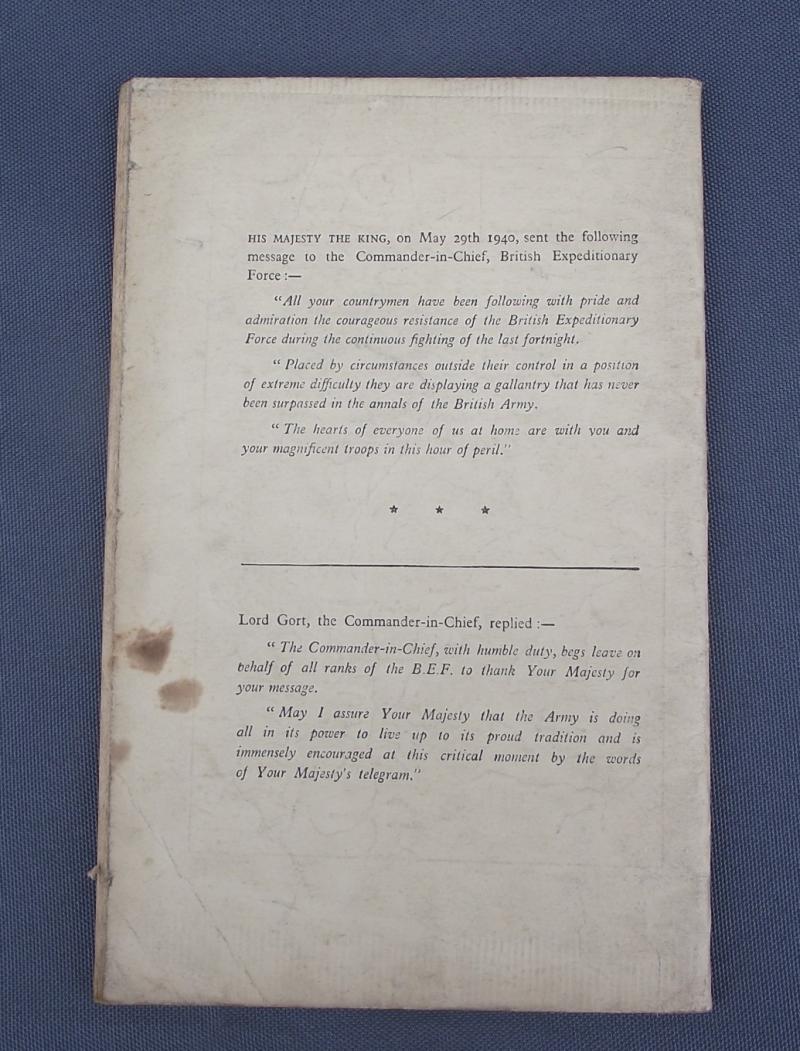 HIS MAJESTY THE KING, on May 29th 1940, sent the following
message to the Commander-in-Chief, British Expeditionary
Force :—
"All your countrymen have been following with pride and
admiration the courageous resistance of the British Expeditionary
Force during the continuous fighting of the last fortnight.
" Placed by circumstances outside their control in a position
of extreme difficulty they are displaying a gallantry that has never
been surpassed in the annals of the British Army.
" The hearts of everyone of us at home are with you and
your magnificent troops in this hour of peril."
* * *
Lord Gort, the Commander-in-Chief, replied :—
" The Commander-in-Chief, with humble duty, begs leave on
behalf of all ranks of the B.E.F. to thank Your Majesty for
your message.
" May I assure Your Majesty that the Army is doing
all in its power to live up to its proud tradition and is
immensely encouraged at this critical moment by the words
of Your Majesty's telegram."